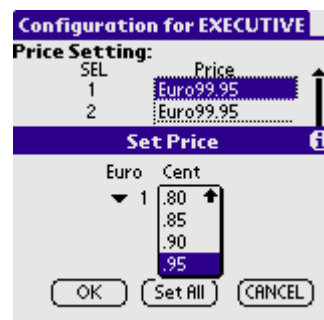 Configuration for EXECUTIVE
Price Setting:
SEL Price
1 Euro99.95
2 Euro99.95
Set Price i
Euro Cent
1 .80
.85
.90
.95
OK Set All CANCEL